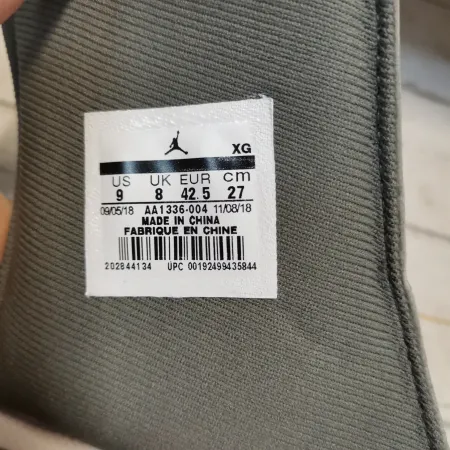 XG
US UK EUR cm
9 8 42.5 27
09/05/18 AA1336-004 11/08/18
MADE IN CHINA
FABRIQUE EN CHINE
202844134 UPC 00192499435844